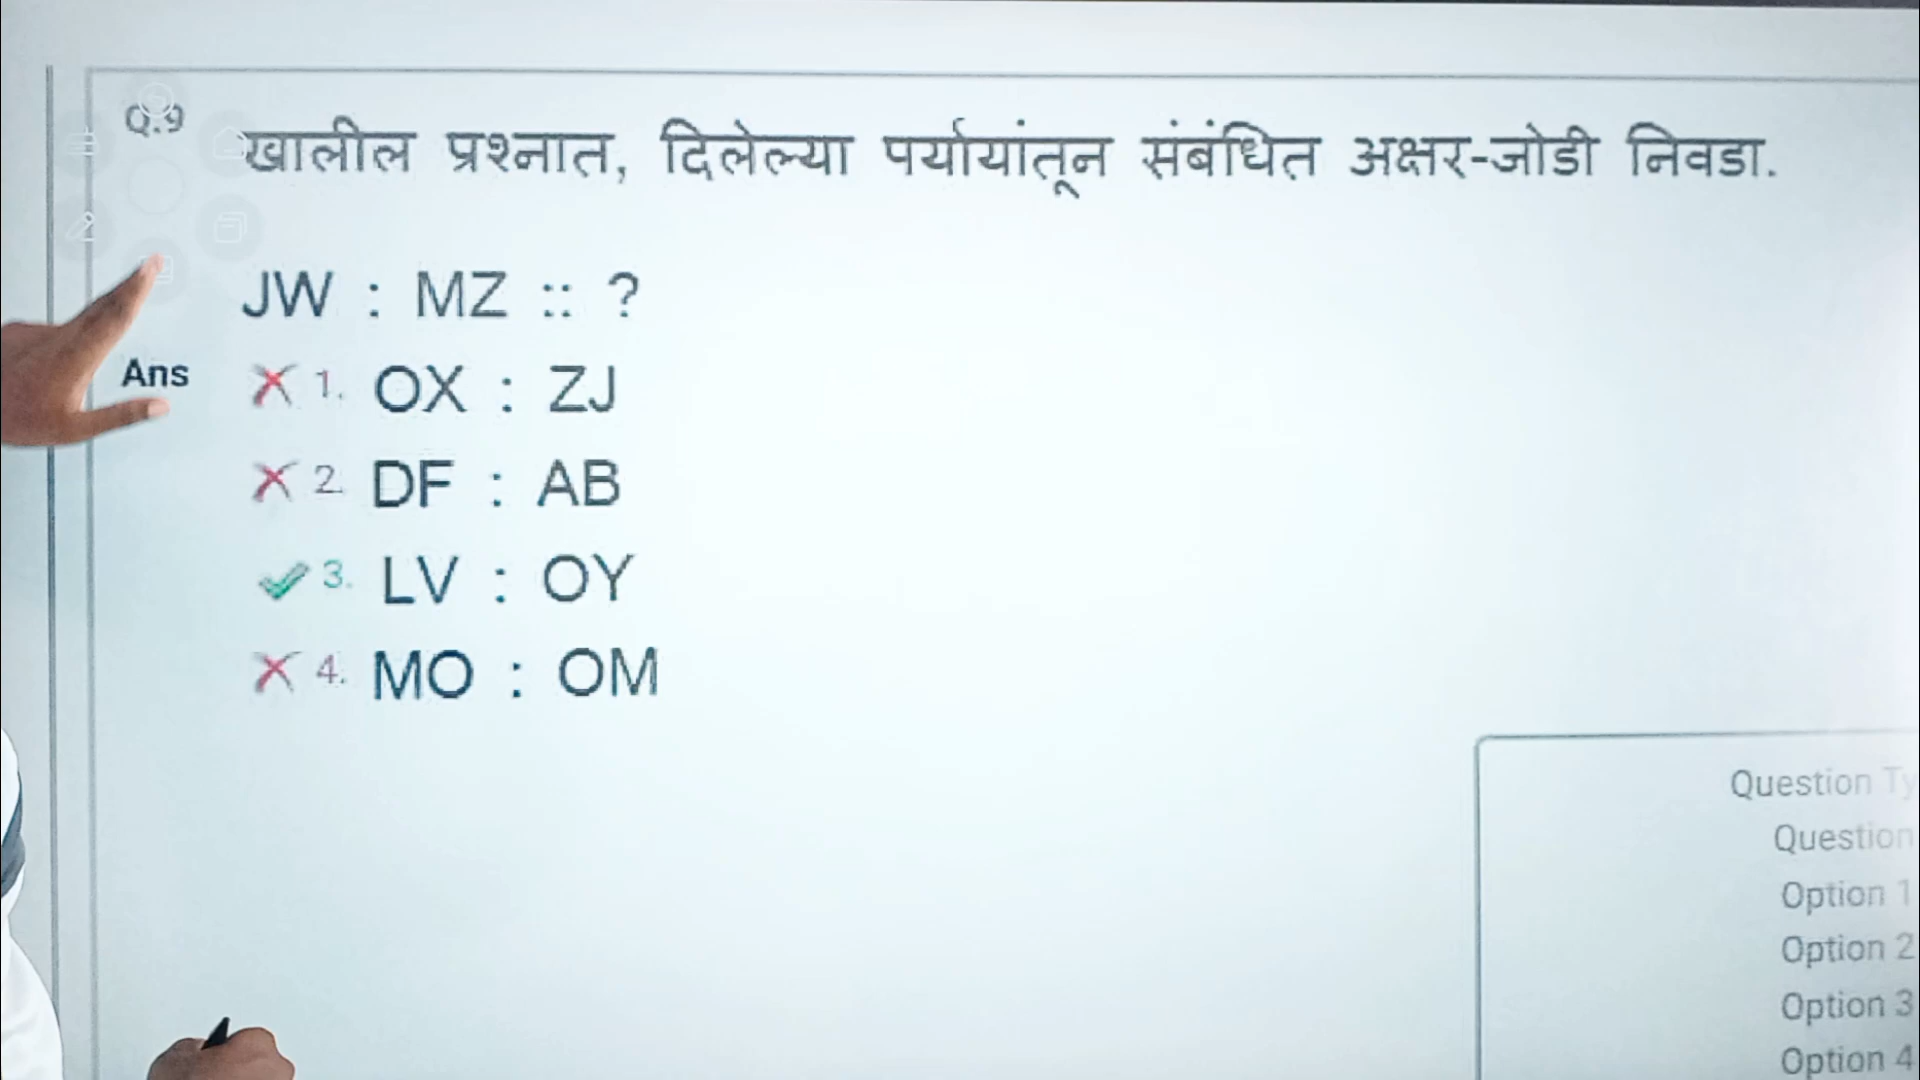 Q.9
खालील प्रश्नात, दिलेल्या पर्यायांतून संबंधित अक्षर-जोडी निवडा.
JW : MZ :: ?
Ans
1. OX : ZJ
2. DF : AB
3. LV : OY
4. MO : OM
Question
Question
Option 1
Option 2
Option 3
Option 4